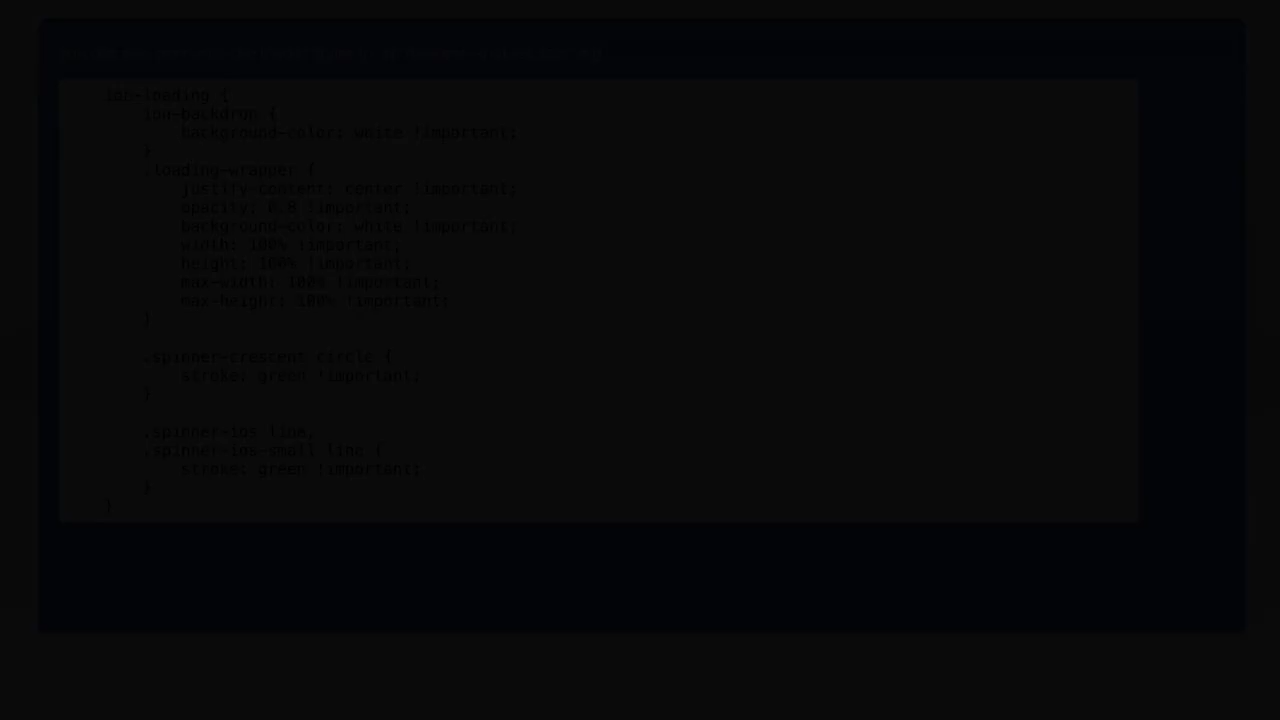 ion-loading {
ion-backdrop {
background-color: white !important;
}
.loading-wrapper {
justify-content: center !important;
opacity: 0.8 !important;
background-color: white !important;
width: 100% !important;
height: 100% !important;
max-width: 100% !important;
max-height: 100% !important;
}
.spinner-crescent circle {
stroke: green !important;
}
.spinner-ios line,
.spinner-ios-small line {
stroke: green !important;
}
}